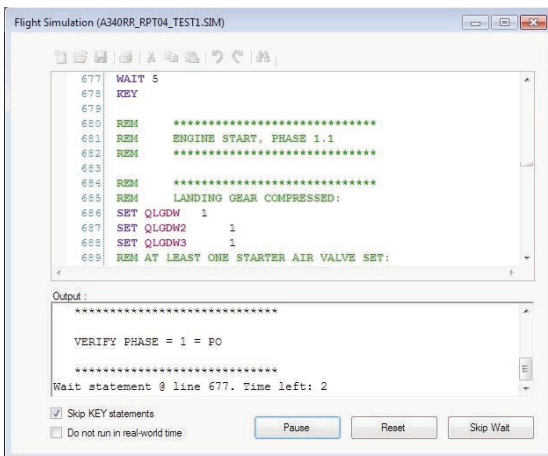 Flight Simulation (A340RR_RPT04_TEST1.SIM)
677 WAIT 5
678 KEY
679
680 REM ******************************
681 REM ENGINE START, PHASE 1.1
682 REM ******************************
683
684 REM ******************************
685 REM LANDING GEAR COMPRESSED:
686 SET QLGDW 1
687 SET QLGDW2 1
688 SET QLGDW3 1
689 REM AT LEAST ONE STARTER AIR VALVE SET:
Output :
******************************
VERIFY PHASE = 1 = PO
******************************
Wait statement @ line 677. Time left: 2
Skip KEY statements
Do not run in real-world time
Pause
Reset
Skip Wait